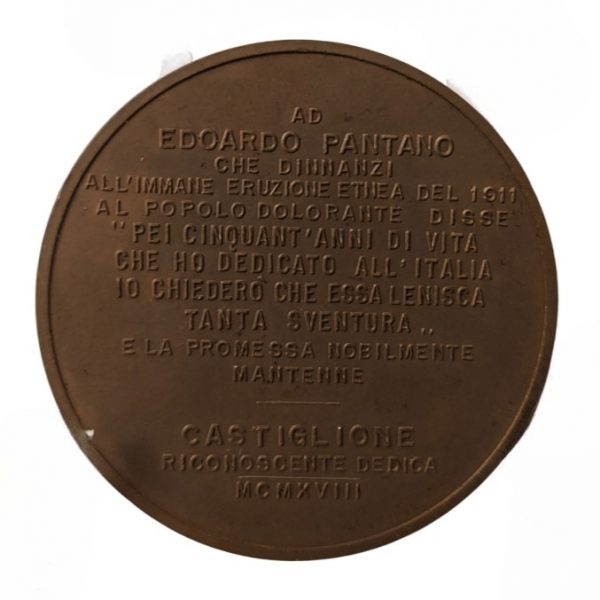 AD
EDOARDO PANTANO
CHE DINNANZI
ALL'IMMANE ERUZIONE ETNEA DEL 1911
AL POPOLO DOLORANTE DISSE
"PEI CINQUANT'ANNI DI VITA
CHE HO DEDICATO ALL'ITALIA
IO CHIEDERÒ CHE ESSA LENISCA
TANTA SVENTURA„
E LA PROMESSA NOBILMENTE
MANTENNE
CASTIGLIONE
RICONOSCENTE DEDICA
MCMXVIII